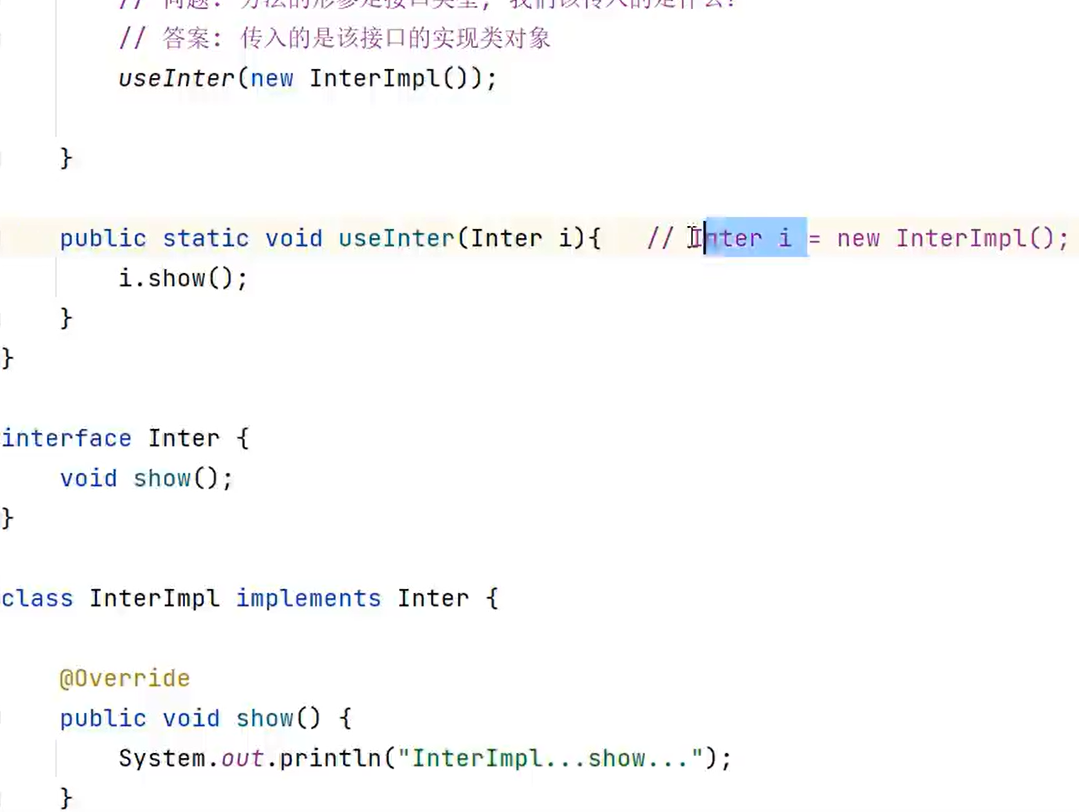 // 问题: 方法的形参是接口类型, 我们该传入的是什么?
// 答案: 传入的是该接口的实现类对象
useInter(new InterImpl());
}
public static void useInter(Inter i){ // Inter i = new InterImpl();
i.show();
}
}
interface Inter {
void show();
}
class InterImpl implements Inter {
@Override
public void show() {
System.out.println("InterImpl...show...");
}